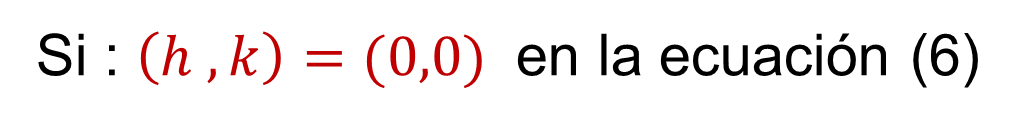 Si : (h , k) = (0,0) en la ecuación (6)